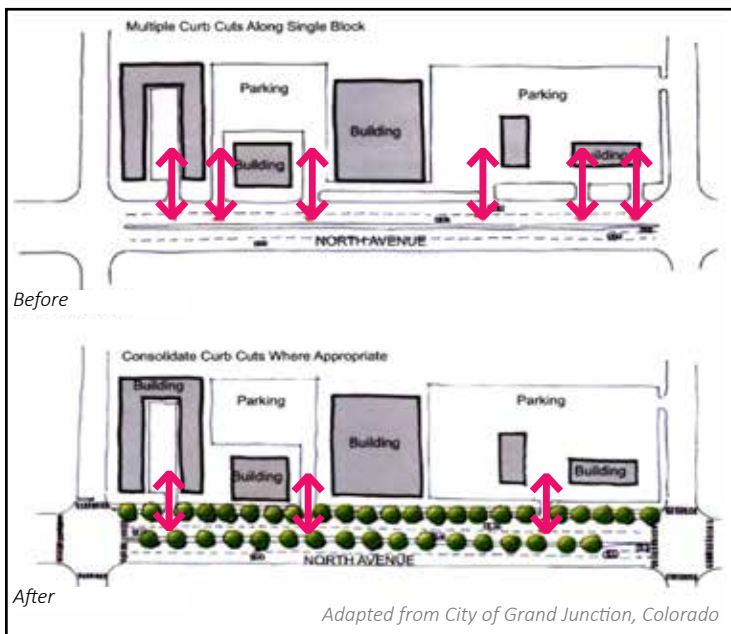 Multiple Curb Cuts Along Single Block
Parking
Parking
Building
Building
Building
NORTH AVENUE
Before
Consolidate Curb Cuts Where Appropriate
Building
Parking
Parking
Building
Building
Building
NORTH AVENUE
After
Adapted from City of Grand Junction, Colorado